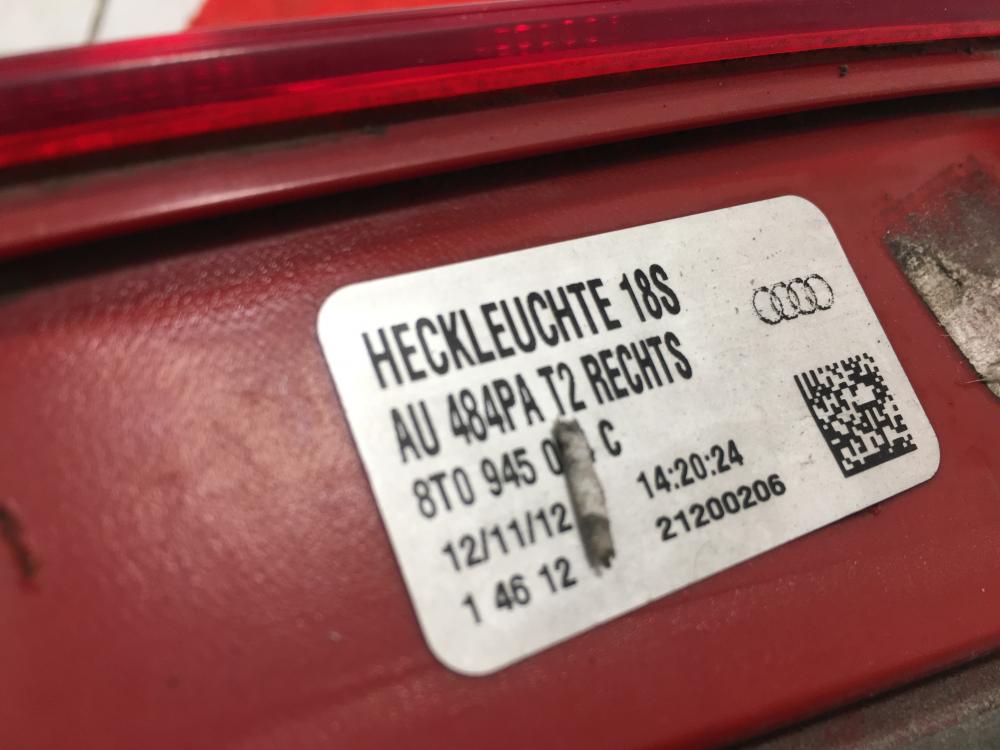 HECKLEUCHTE 18S
AU 484PA T2 RECHTS
8T0 945 C
12/11/12 14:20:24
1 46 12 21200206